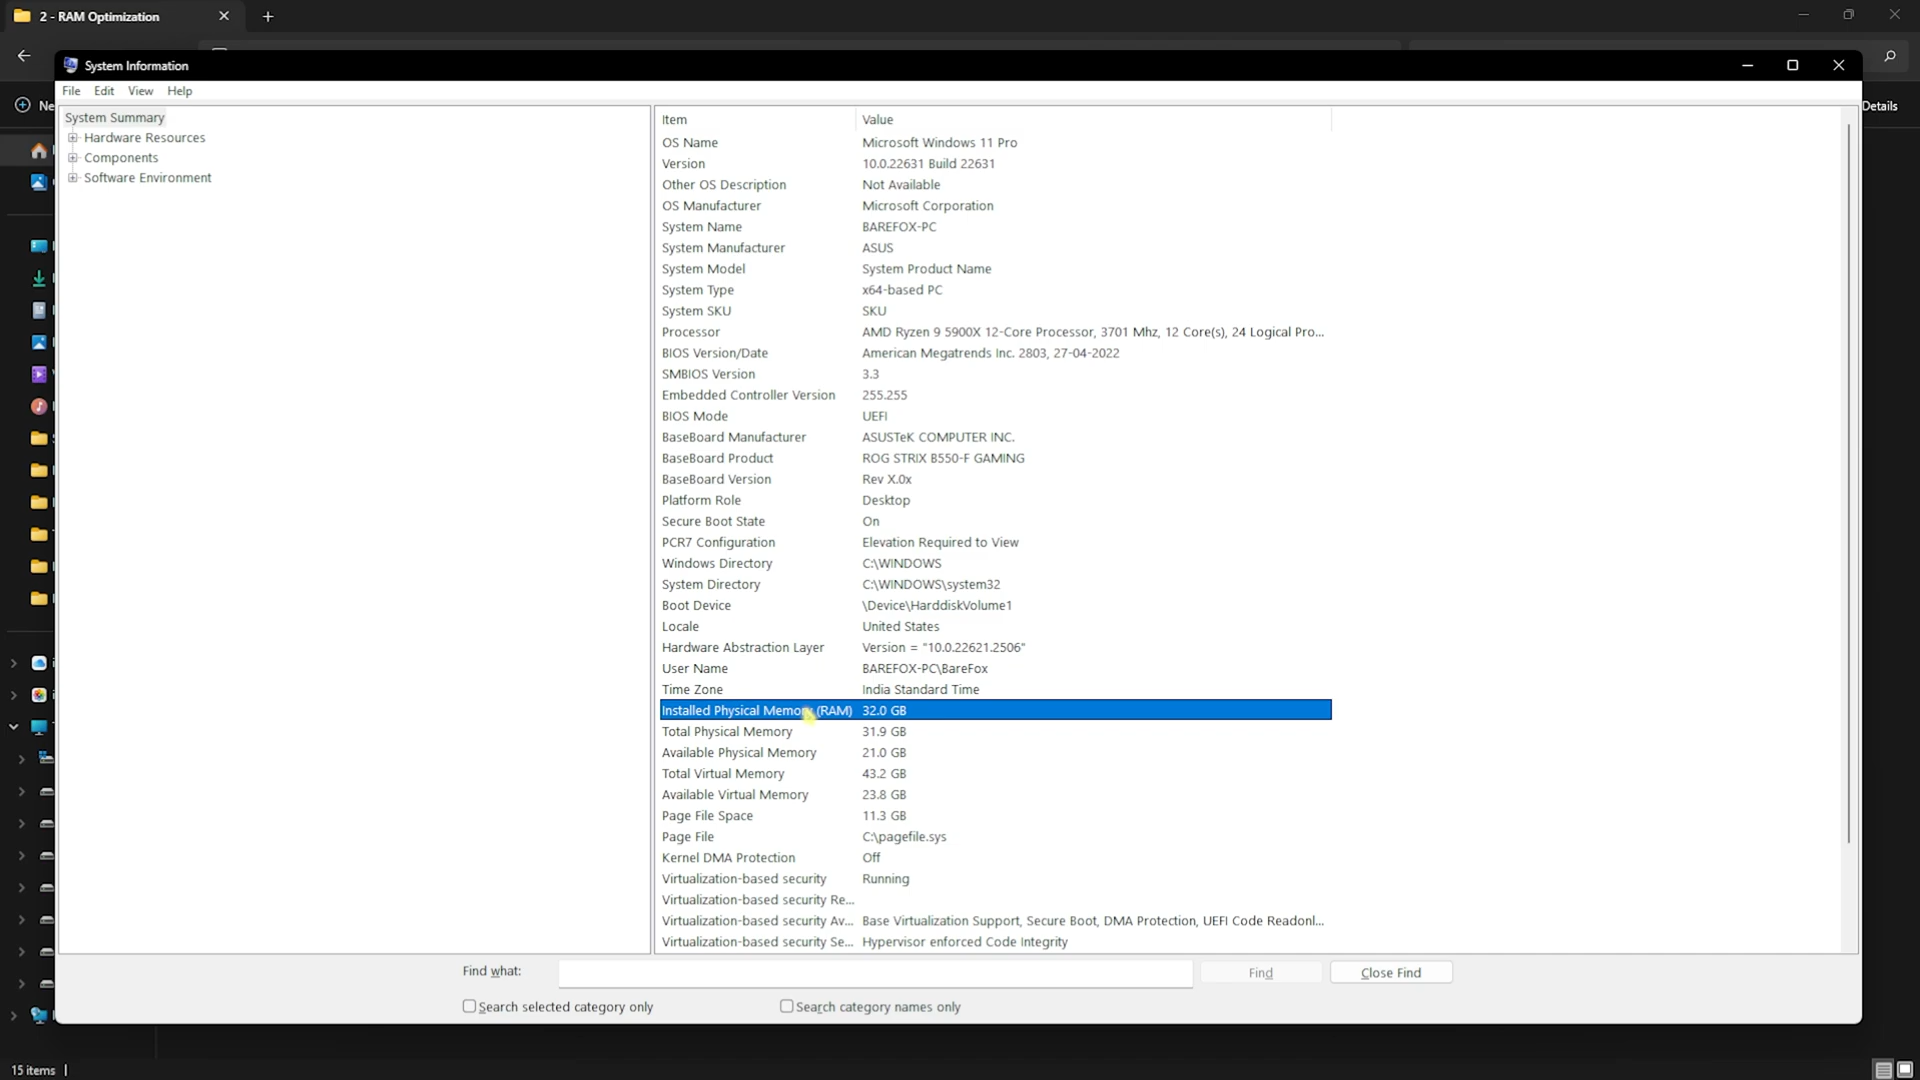 2 - RAM Optimization
System Information
Ne
Details
File Edit View Help
System Summary
Hardware Resources
Components
Software Environment
Item Value
OS Name Microsoft Windows 11 Pro
Version 10.0.22631 Build 22631
Other OS Description Not Available
OS Manufacturer Microsoft Corporation
System Name BAREFOX-PC
System Manufacturer ASUS
System Model System Product Name
System Type x64-based PC
System SKU SKU
Processor AMD Ryzen 9 5900X 12-Core Processor, 3701 Mhz, 12 Core(s), 24 Logical Pro...
BIOS Version/Date American Megatrends Inc. 2803, 27-04-2022
SMBIOS Version 3.3
Embedded Controller Version 255.255
BIOS Mode UEFI
BaseBoard Manufacturer ASUSTeK COMPUTER INC.
BaseBoard Product ROG STRIX B550-F GAMING
BaseBoard Version Rev X.0x
Platform Role Desktop
Secure Boot State On
PCR7 Configuration Elevation Required to View
Windows Directory C:\WINDOWS
System Directory C:\WINDOWS\system32
Boot Device \Device\HarddiskVolume1
Locale United States
Hardware Abstraction Layer Version = "10.0.22621.2506"
User Name BAREFOX-PC\BareFox
Time Zone India Standard Time
Installed Physical Memory (RAM) 32.0 GB
Total Physical Memory 31.9 GB
Available Physical Memory 21.0 GB
Total Virtual Memory 43.2 GB
Available Virtual Memory 23.8 GB
Page File Space 11.3 GB
Page File C:\pagefile.sys
Kernel DMA Protection Off
Virtualization-based security Running
Virtualization-based security Re...
Virtualization-based security Av... Base Virtualization Support, Secure Boot, DMA Protection, UEFI Code Readonl...
Virtualization-based security Se... Hypervisor enforced Code Integrity
Find what: Find Close Find
Search selected category only Search category names only
15 items